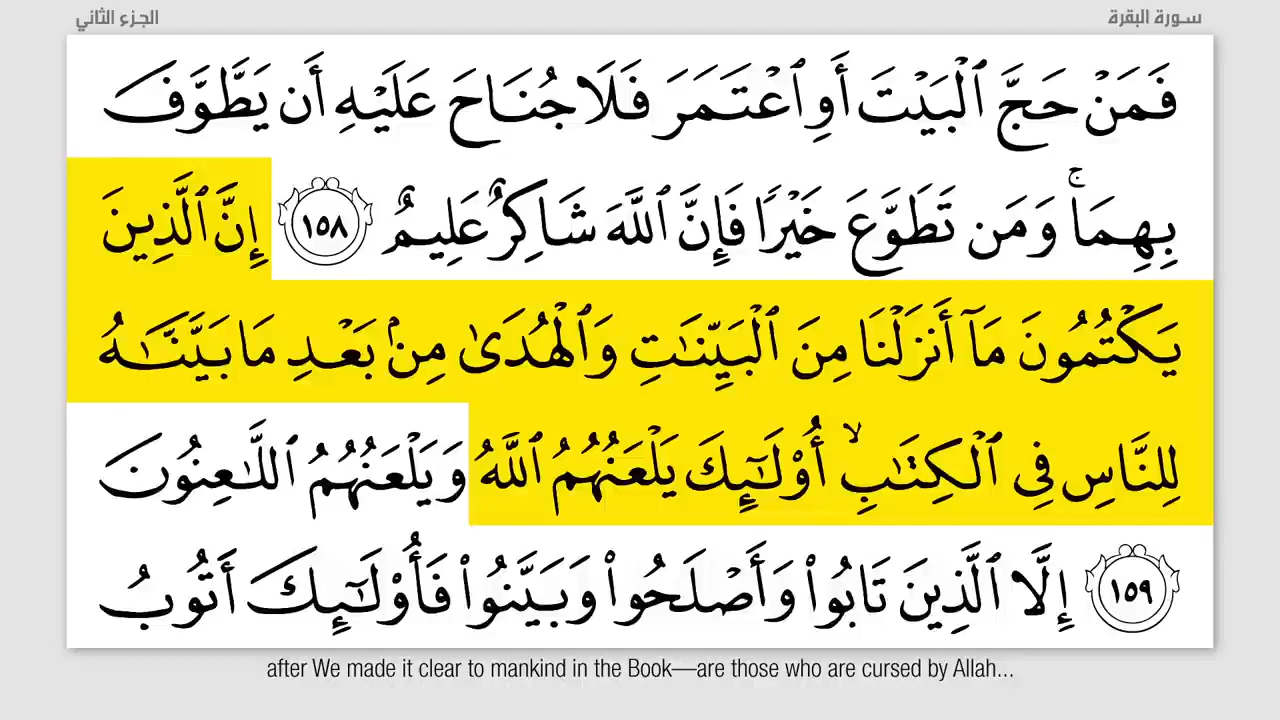 سورة البقرة
الجزء الثاني
فَمَنْ حَجَّ ٱلْبَيْتَ أَوِ ٱعْتَمَرَ فَلَا جُنَاحَ عَلَيْهِ أَن يَطَّوَّفَ
بِهِمَا ۚ وَمَن تَطَوَّعَ خَيْرًا فَإِنَّ ٱللَّهَ شَاكِرٌ عَلِيمٌ ١٥٨ إِنَّ ٱلَّذِينَ
يَكْتُمُونَ مَآ أَنزَلْنَا مِنَ ٱلْبَيِّنَـٰتِ وَٱلْهُدَىٰ مِنۢ بَعْدِ مَا بَيَّنَّـٰهُ
لِلنَّاسِ فِى ٱلْكِتَـٰبِ ۙ أُو۟لَـٰٓئِكَ يَلْعَنُهُمُ ٱللَّهُ وَيَلْعَنُهُمُ ٱللَّـٰعِنُونَ
١٥٩ إِلَّا ٱلَّذِينَ تَابُوا۟ وَأَصْلَحُوا۟ وَبَيَّنُوا۟ فَأُو۟لَـٰٓئِكَ أَتُوبُ
after We made it clear to mankind in the Book—are those who are cursed by Allah...